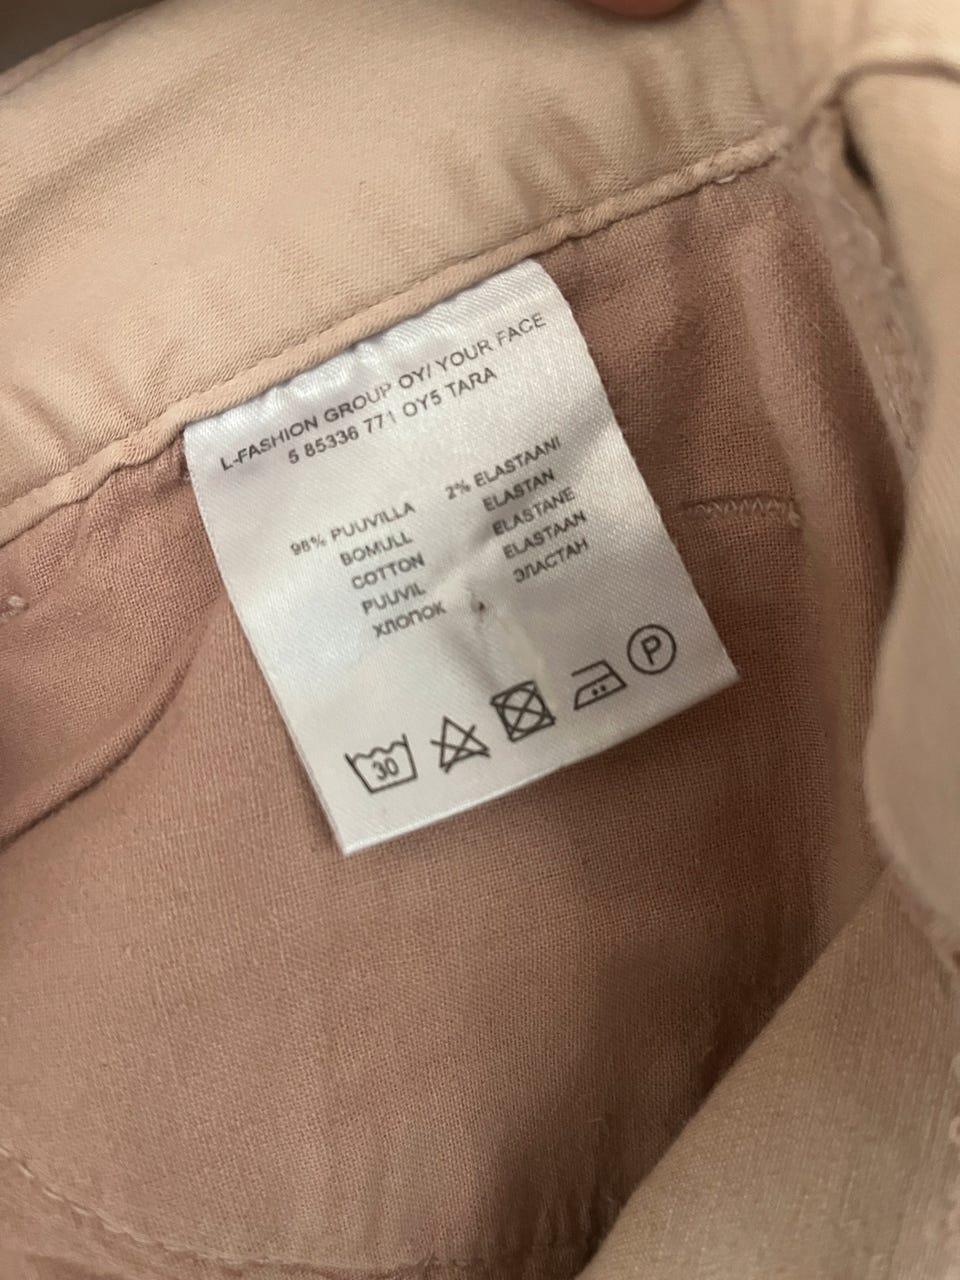 L-FASHION GROUP OY/ YOUR FACE
5 85336 771 OY5 TARA
98% PUUVILLA
BOMULL
COTTON
PUUVIL
ХЛОПОК
2% ELASTAANI
ELASTAN
ELASTANE
ELASTAAN
ЭЛАСТАН
30
P